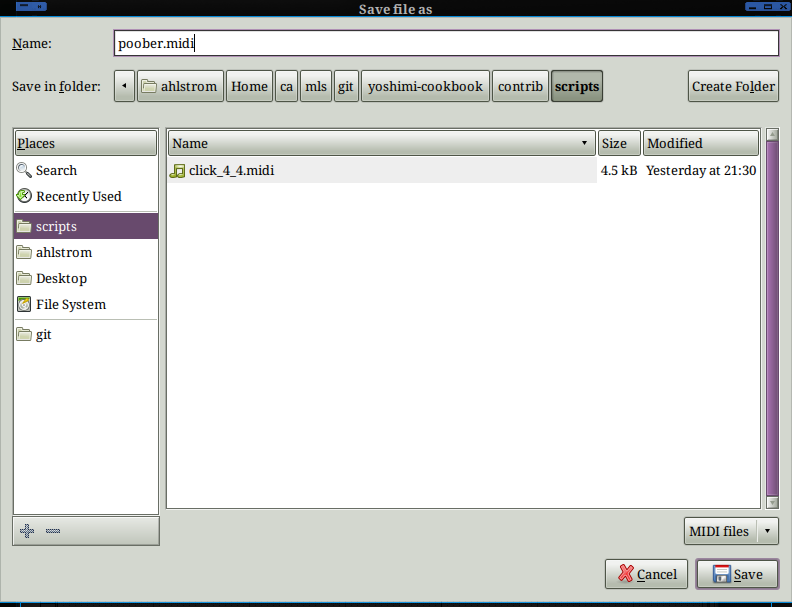 Save file as
Name: poober.midi
Save in folder: ahlstrom Home ca mls git yoshimi-cookbook contrib scripts Create Folder
Places Name Size Modified
Search click_4_4.midi 4.5 kB Yesterday at 21:30
Recently Used
scripts
ahlstrom
Desktop
File System
git
MIDI files
Cancel Save